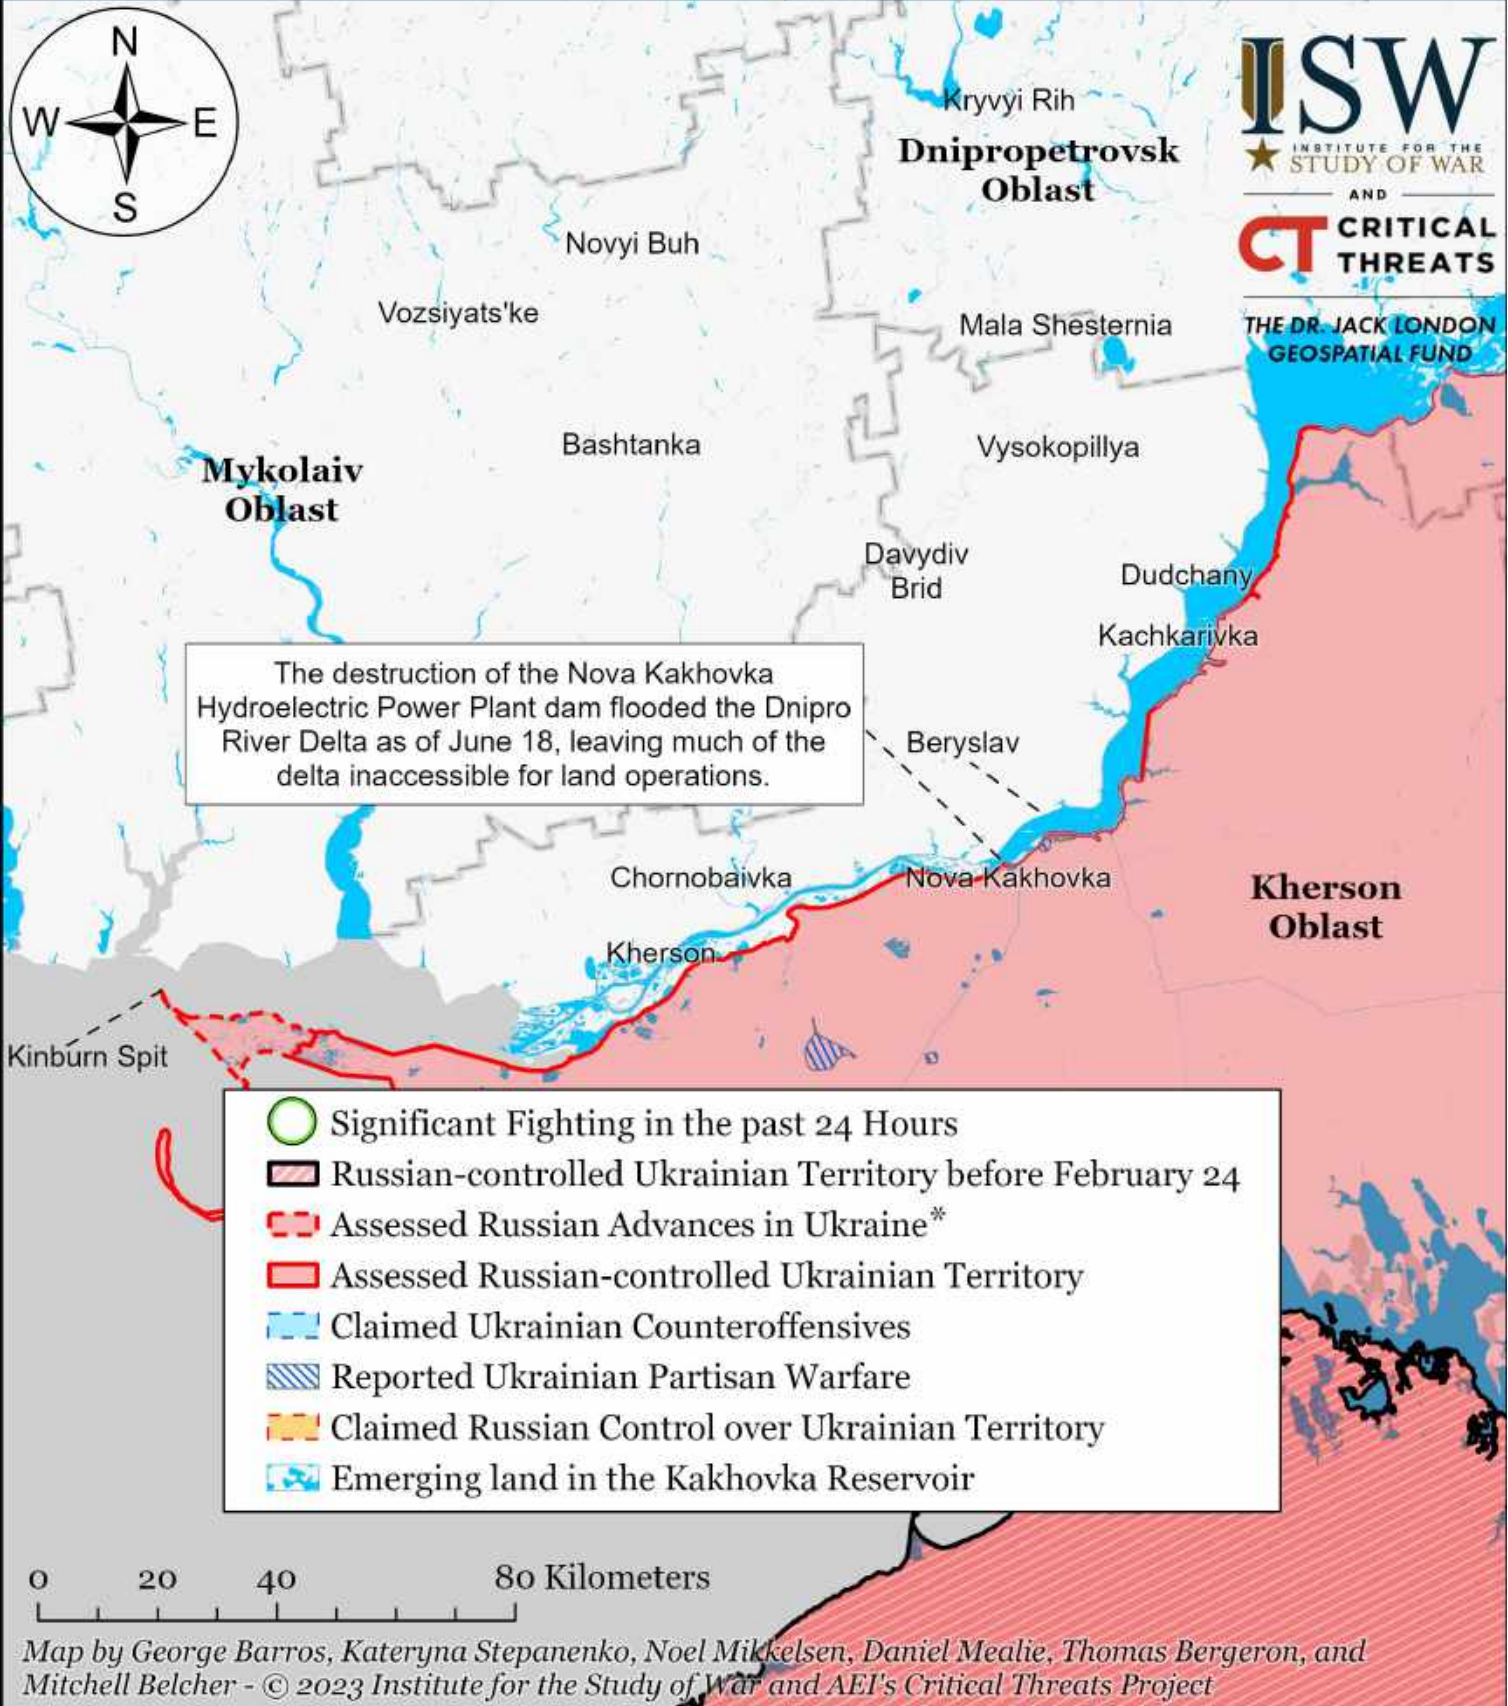 N
W E
S
ISW
INSTITUTE FOR THE
STUDY OF WAR
AND
CT CRITICAL
THREATS
THE DR. JACK LONDON
GEOSPATIAL FUND
Kryvyi Rih
Dnipropetrovsk
Oblast
Novyi Buh
Vozsiyats'ke
Mala Shesternia
Bashtanka
Vysokopillya
Mykolaiv
Oblast
Davydiv
Brid
Dudchany
Kachkarivka
The destruction of the Nova Kakhovka
Hydroelectric Power Plant dam flooded the Dnipro
River Delta as of June 18, leaving much of the
delta inaccessible for land operations.
Beryslav
Chornobaivka
Nova Kakhovka
Kherson
Oblast
Kherson
Kinburn Spit
Significant Fighting in the past 24 Hours
Russian-controlled Ukrainian Territory before February 24
Assessed Russian Advances in Ukraine*
Assessed Russian-controlled Ukrainian Territory
Claimed Ukrainian Counteroffensives
Reported Ukrainian Partisan Warfare
Claimed Russian Control over Ukrainian Territory
Emerging land in the Kakhovka Reservoir
0 20 40 80 Kilometers
Map by George Barros, Kateryna Stepanenko, Noel Mikkelsen, Daniel Mealie, Thomas Bergeron, and
Mitchell Belcher - © 2023 Institute for the Study of War and AEI's Critical Threats Project